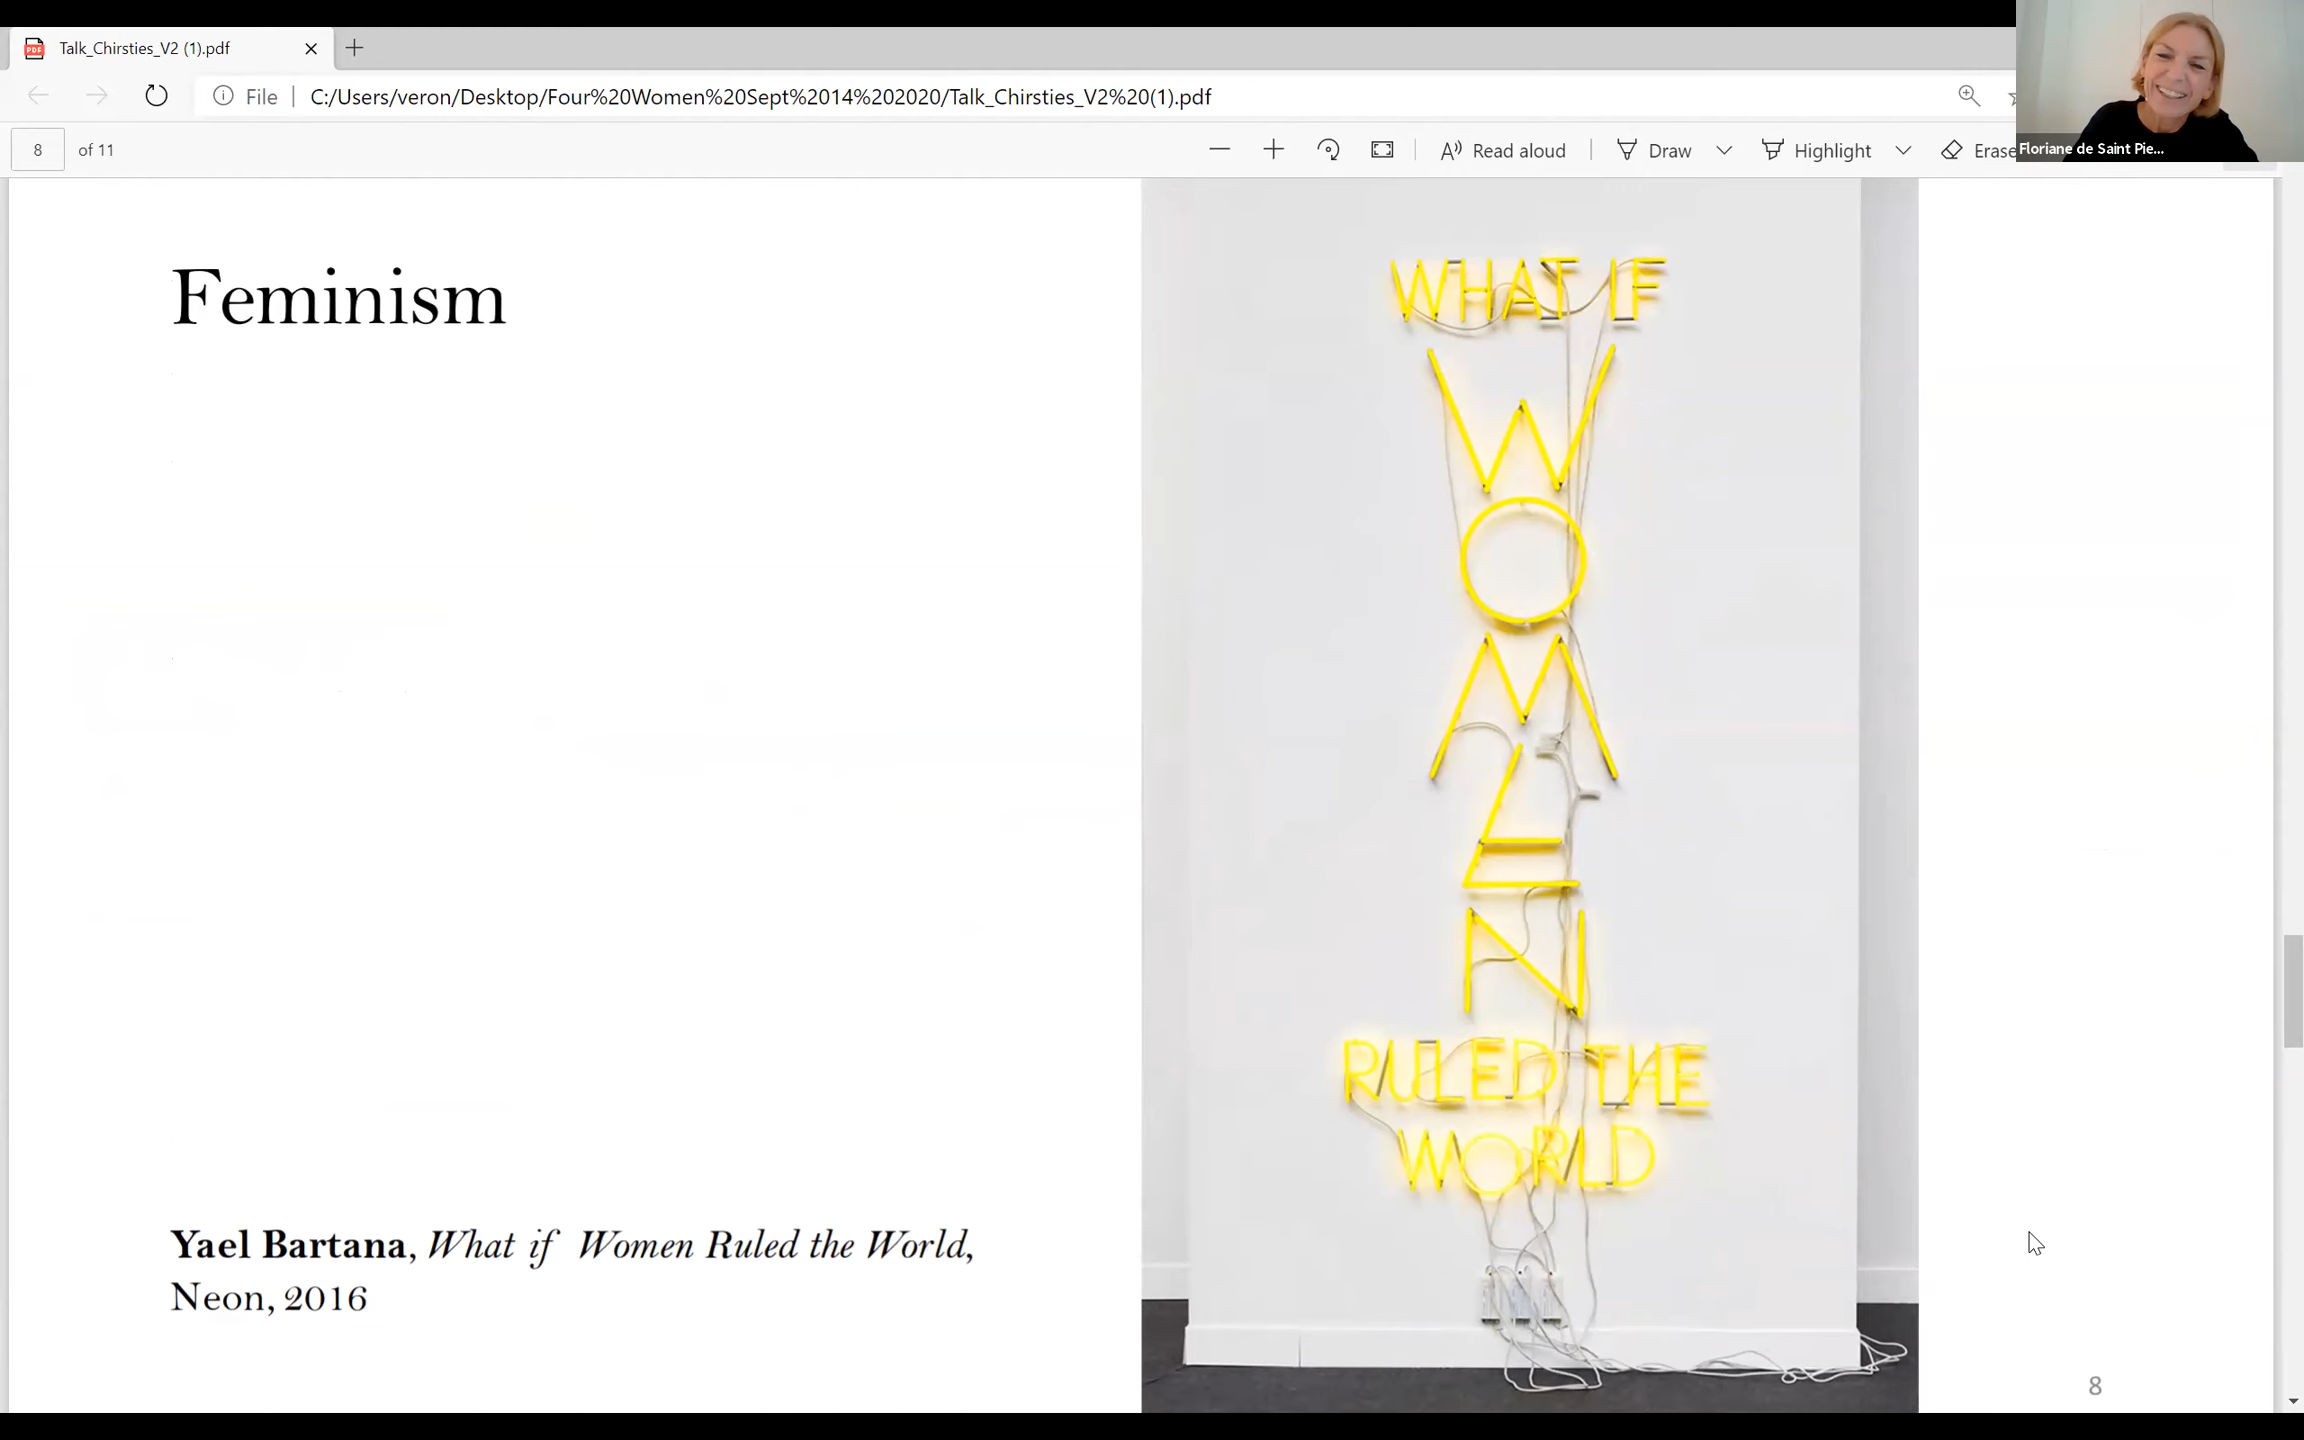 Talk_Chirsties_V2 (1).pdf
File | C:/Users/veron/Desktop/Four%20Women%20Sept%2014%202020/Talk_Chirsties_V2%20(1).pdf
8 of 11
Read aloud
Draw
Highlight
Erase
Floriane de Saint Pie...
Feminism
WHAT IF
WOMEN
RULED THE
WORLD
Yael Bartana, What if Women Ruled the World,
Neon, 2016
8